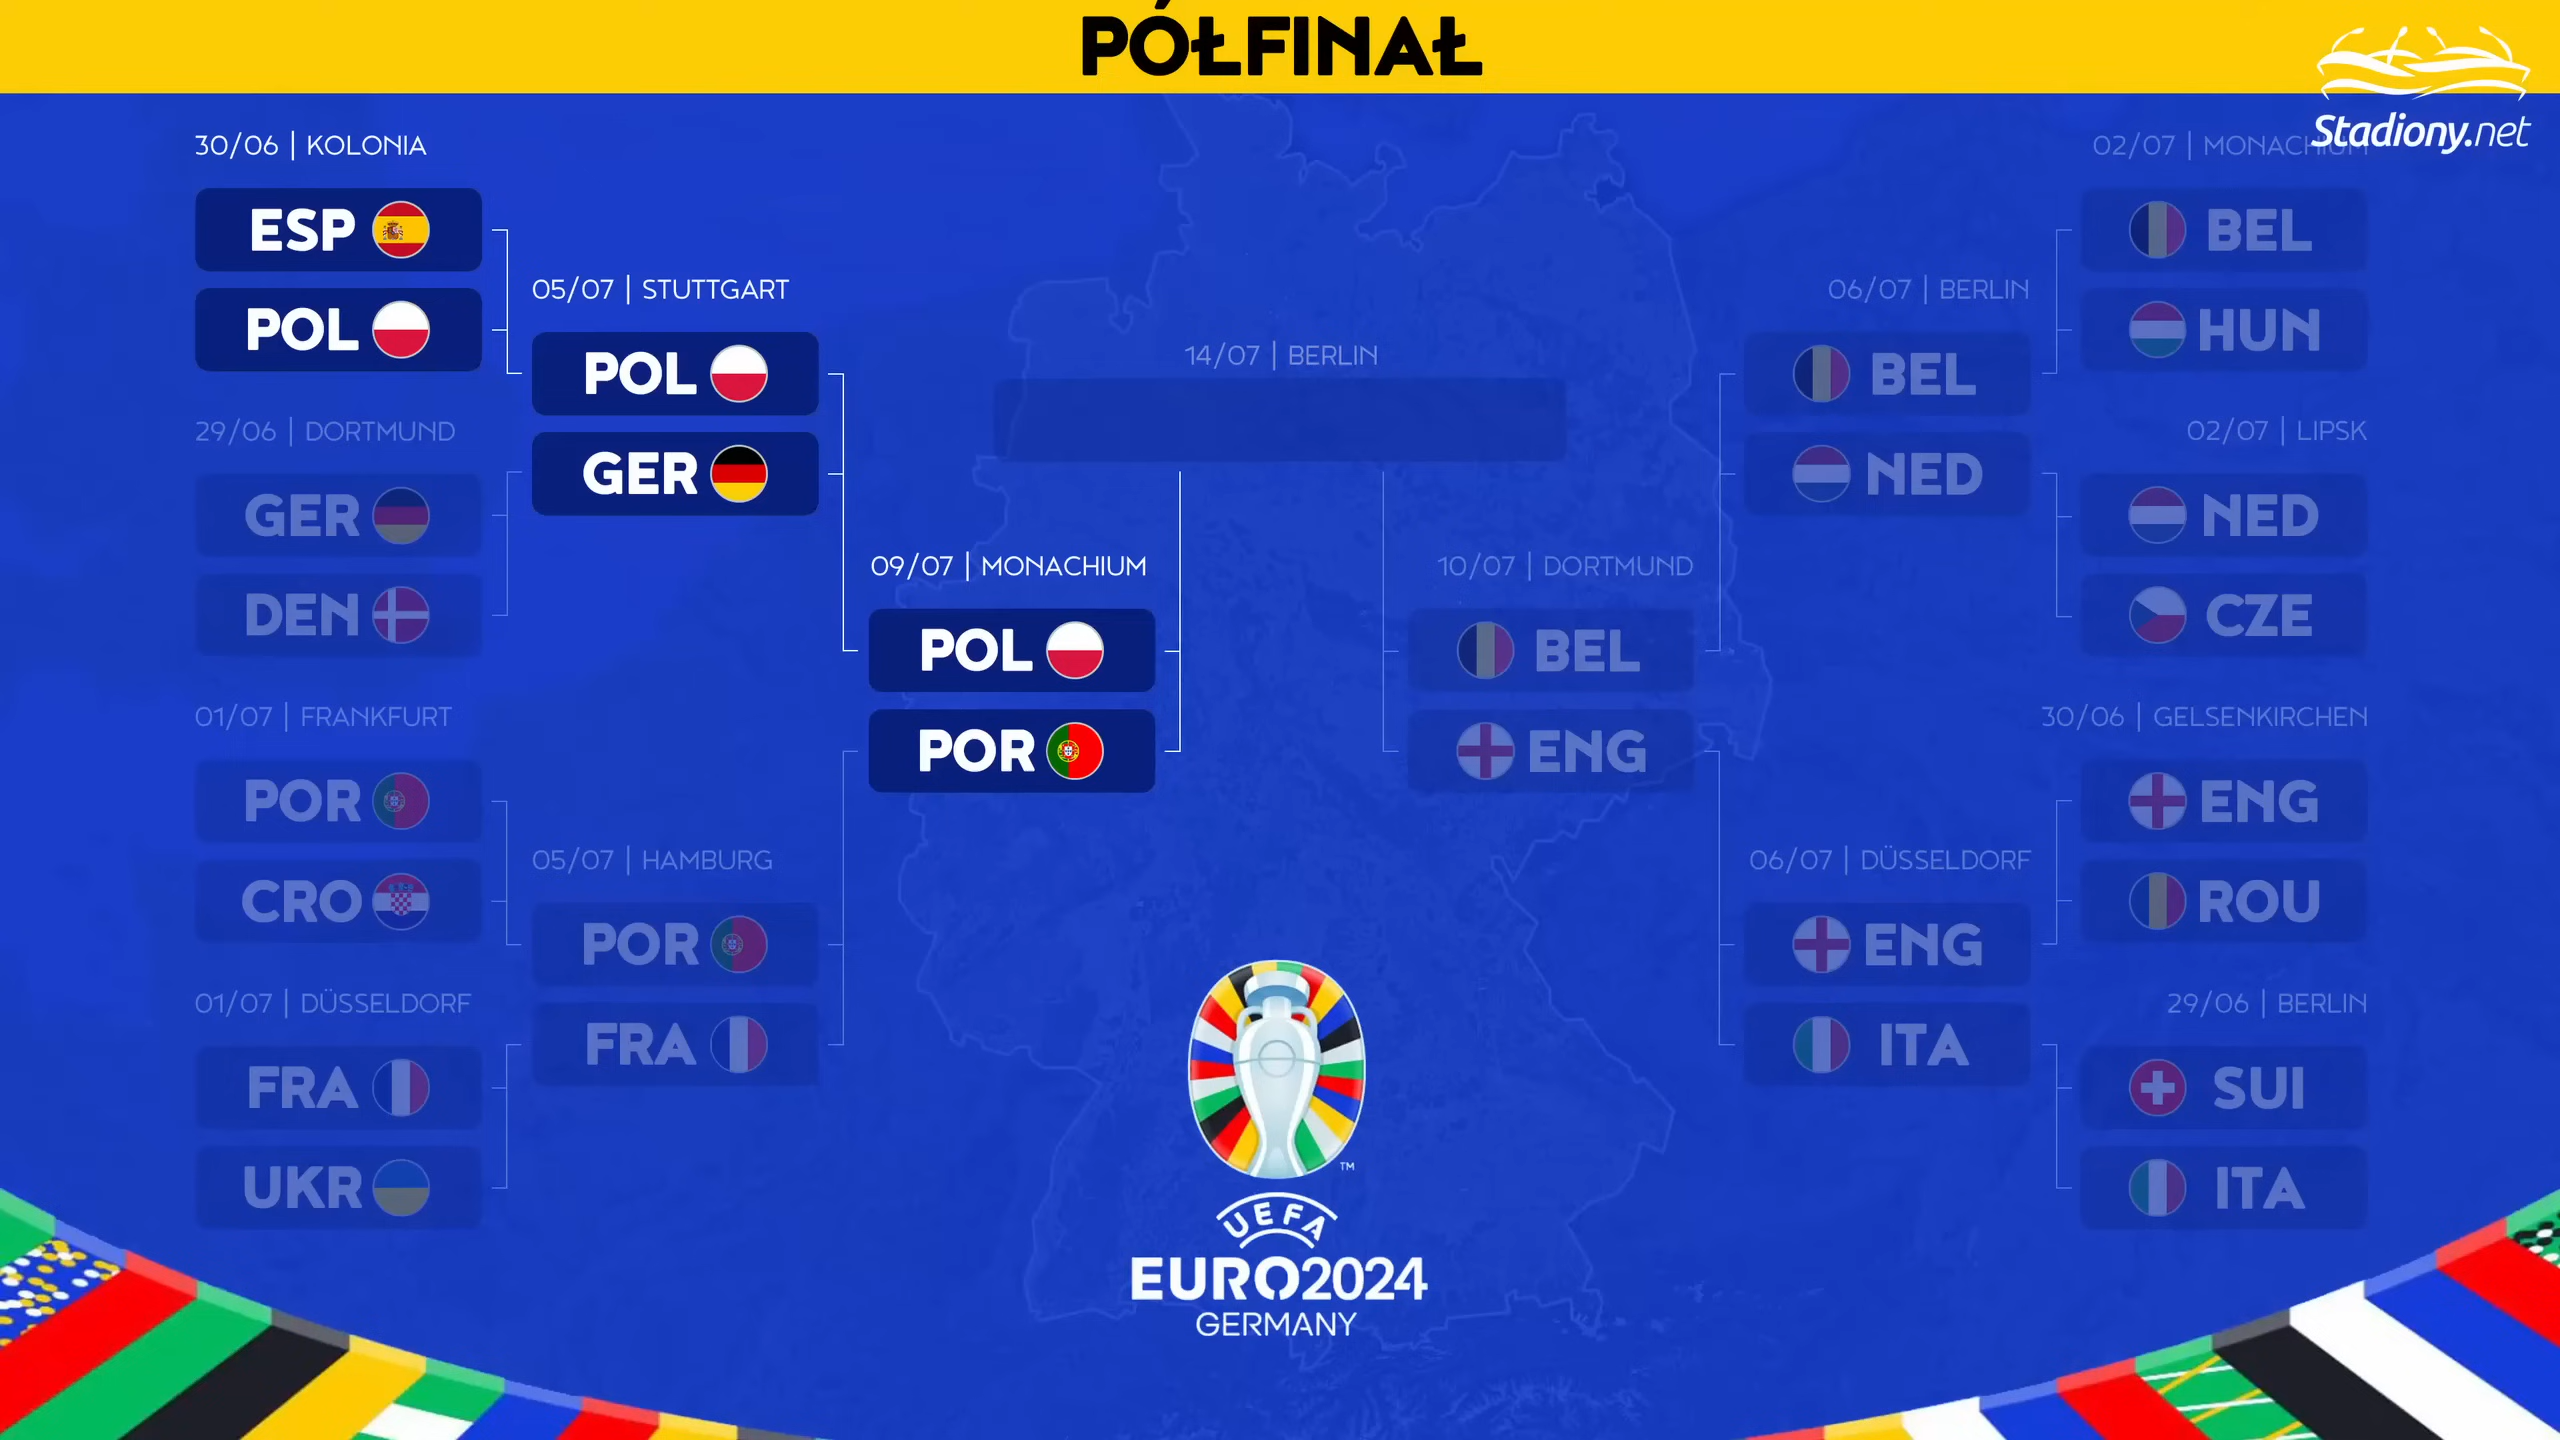 PÓŁFINAŁ
Stadiony.net
30/06 | KOLONIA
ESP
POL
29/06 | DORTMUND
GER
DEN
01/07 | FRANKFURT
POR
CRO
01/07 | DÜSSELDORF
FRA
UKR
05/07 | STUTTGART
POL
GER
05/07 | HAMBURG
POR
FRA
09/07 | MONACHIUM
POL
POR
14/07 | BERLIN
10/07 | DORTMUND
BEL
ENG
06/07 | BERLIN
BEL
NED
06/07 | DÜSSELDORF
ENG
ITA
02/07 | MONACHIUM
BEL
HUN
02/07 | LIPSK
NED
CZE
30/06 | GELSENKIRCHEN
ENG
ROU
29/06 | BERLIN
SUI
ITA
TM
UEFA
EURO2024
GERMANY